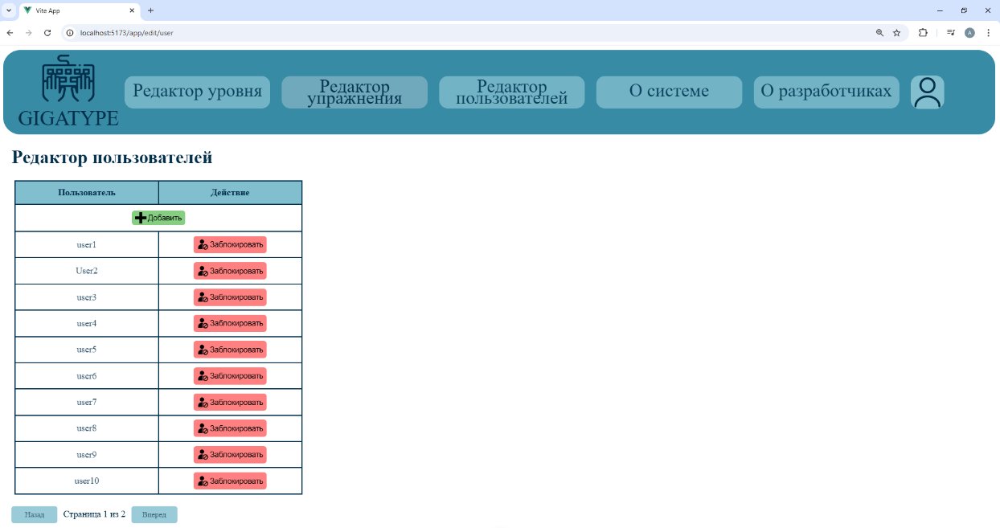 Vite App
localhost:5173/app/edit/user
A
GIGATYPE
Редактор уровня
Редактор
упражнения
Редактор
пользователей
О системе
О разработчиках
Редактор пользователей
Пользователь Действие
Добавить
user1 Заблокировать
User2 Заблокировать
user3 Заблокировать
user4 Заблокировать
user5 Заблокировать
user6 Заблокировать
user7 Заблокировать
user8 Заблокировать
user9 Заблокировать
user10 Заблокировать
Назад Страница 1 из 2 Вперед